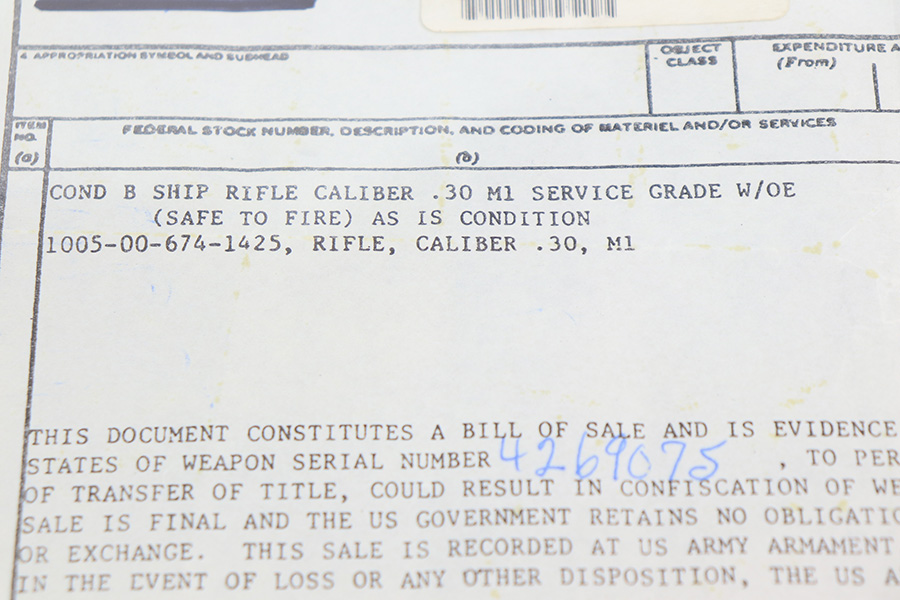 4 APPROPRIATION SYMBOL AND SUBHEAD
OBJECT
CLASS
EXPENDITURE A
(From)
ITEM
NO.
(a)
FEDERAL STOCK NUMBER, DESCRIPTION, AND CODING OF MATERIEL AND/OR SERVICES
(b)
COND B SHIP RIFLE CALIBER .30 M1 SERVICE GRADE W/OE
(SAFE TO FIRE) AS IS CONDITION
1005-00-674-1425, RIFLE, CALIBER .30, M1
THIS DOCUMENT CONSTITUTES A BILL OF SALE AND IS EVIDENCE
STATES OF WEAPON SERIAL NUMBER 4269075 , TO PER
OF TRANSFER OF TITLE, COULD RESULT IN CONFISCATION OF WE
SALE IS FINAL AND THE US GOVERNMENT RETAINS NO OBLIGATIO
OR EXCHANGE. THIS SALE IS RECORDED AT US ARMY ARMAMENT
IN THE EVENT OF LOSS OR ANY OTHER DISPOSITION, THE US A